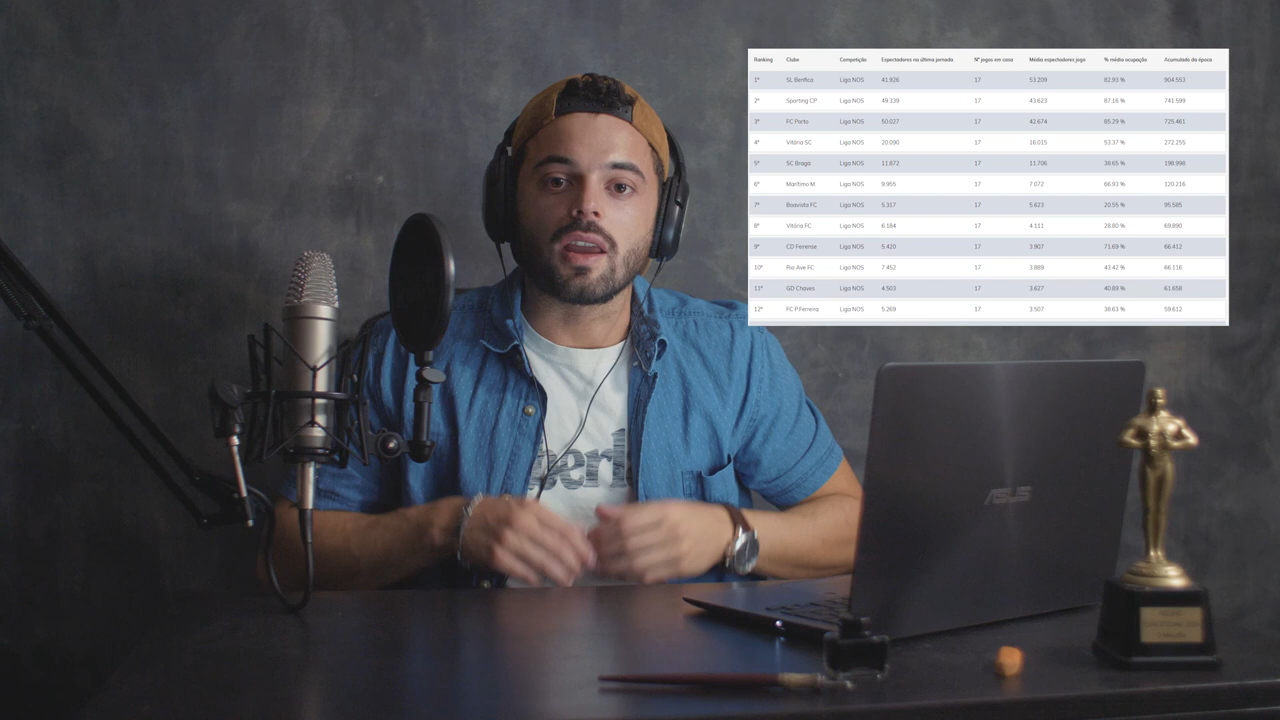 Ranking Clube Competição Espectadores na última jornada Nº jogos em casa Média espectadores jogo % média ocupação Acumulado da época
1º SL Benfica Liga NOS 41.926 17 53.209 82.93 % 904.553
2º Sporting CP Liga NOS 49.339 17 43.623 87.16 % 741.599
3º FC Porto Liga NOS 50.027 17 42.674 85.29 % 725.461
4º Vitória SC Liga NOS 20.090 17 16.015 53.37 % 272.255
5º SC Braga Liga NOS 11.872 17 11.706 38.65 % 198.998
6º Marítimo M. Liga NOS 9.955 17 7.072 66.93 % 120.216
7º Boavista FC Liga NOS 5.317 17 5.623 20.55 % 95.585
8º Vitória FC Liga NOS 6.184 17 4.111 28.80 % 69.890
9º CD Feirense Liga NOS 5.420 17 3.907 71.69 % 66.412
10º Rio Ave FC Liga NOS 7.452 17 3.889 43.42 % 66.116
11º GD Chaves Liga NOS 4.503 17 3.627 40.89 % 61.658
12º FC P.Ferreira Liga NOS 5.269 17 3.507 38.63 % 59.612
ASUS